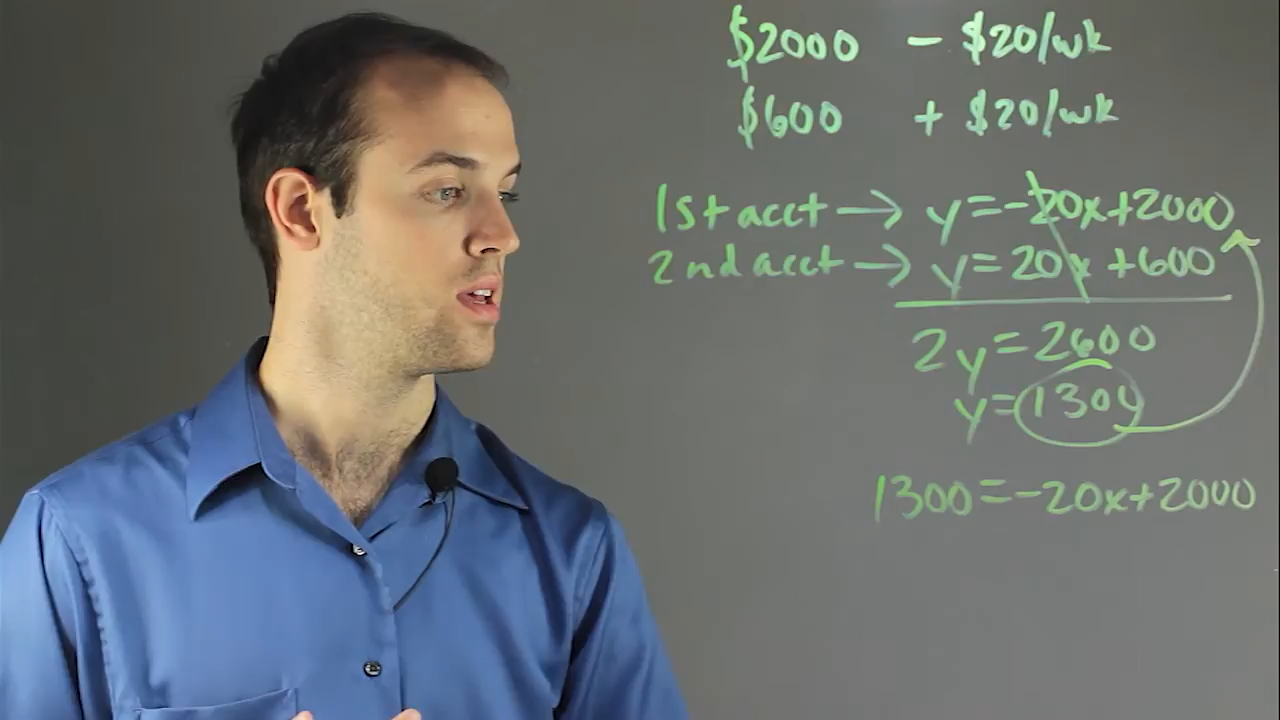 $2000 - $20/wk
$600 + $20/wk
1st acct → y=-20x+2000
2nd acct → y=20x+600
2y=2600
y=1300
1300=-20x+2000